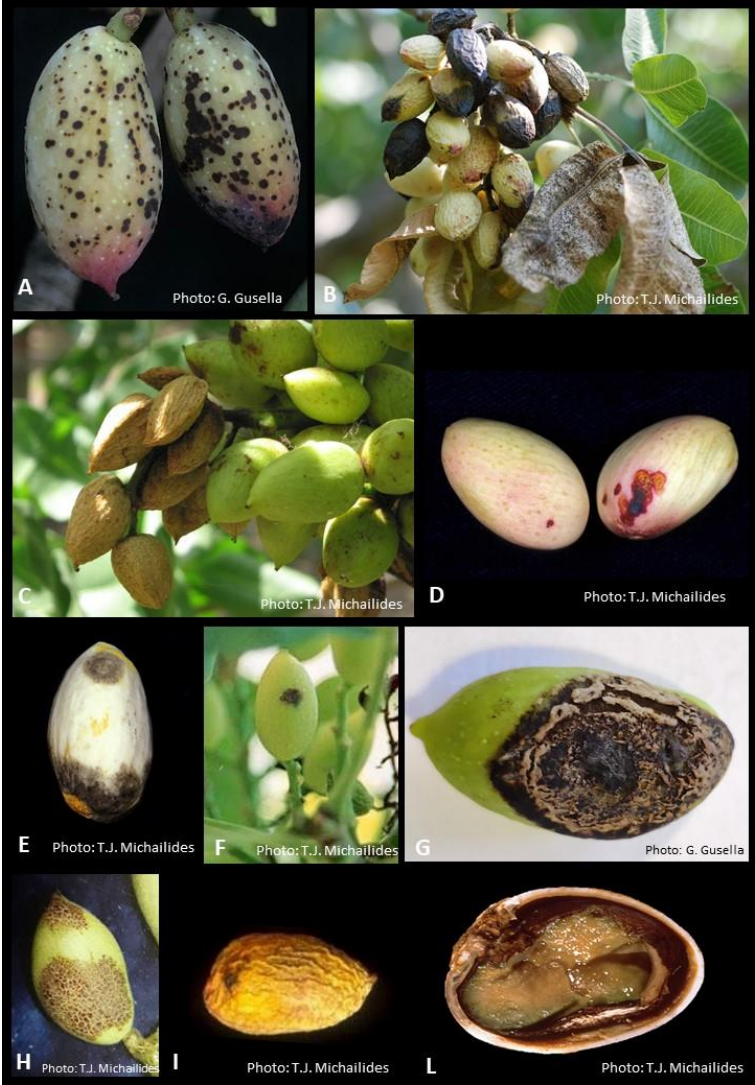 A
Photo: G. Gusella
B
Photo: T.J. Michailides
C
Photo: T.J. Michailides
D
Photo: T.J. Michailides
E
Photo: T.J. Michailides
F
Photo: T.J. Michailides
G
Photo: G. Gusella
H
Photo: T.J. Michailides
I
Photo: T.J. Michailides
L
Photo: T.J. Michailides